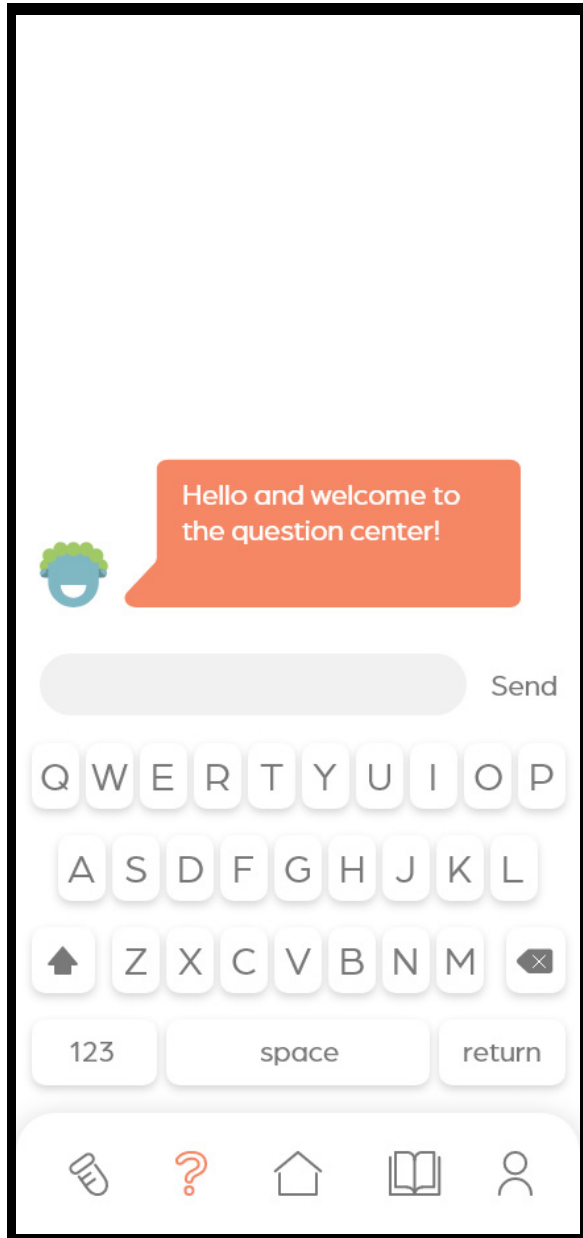 Hello and welcome to
the question center!
Send
Q W E R T Y U I O P
A S D F G H J K L
Z X C V B N M
123 space return